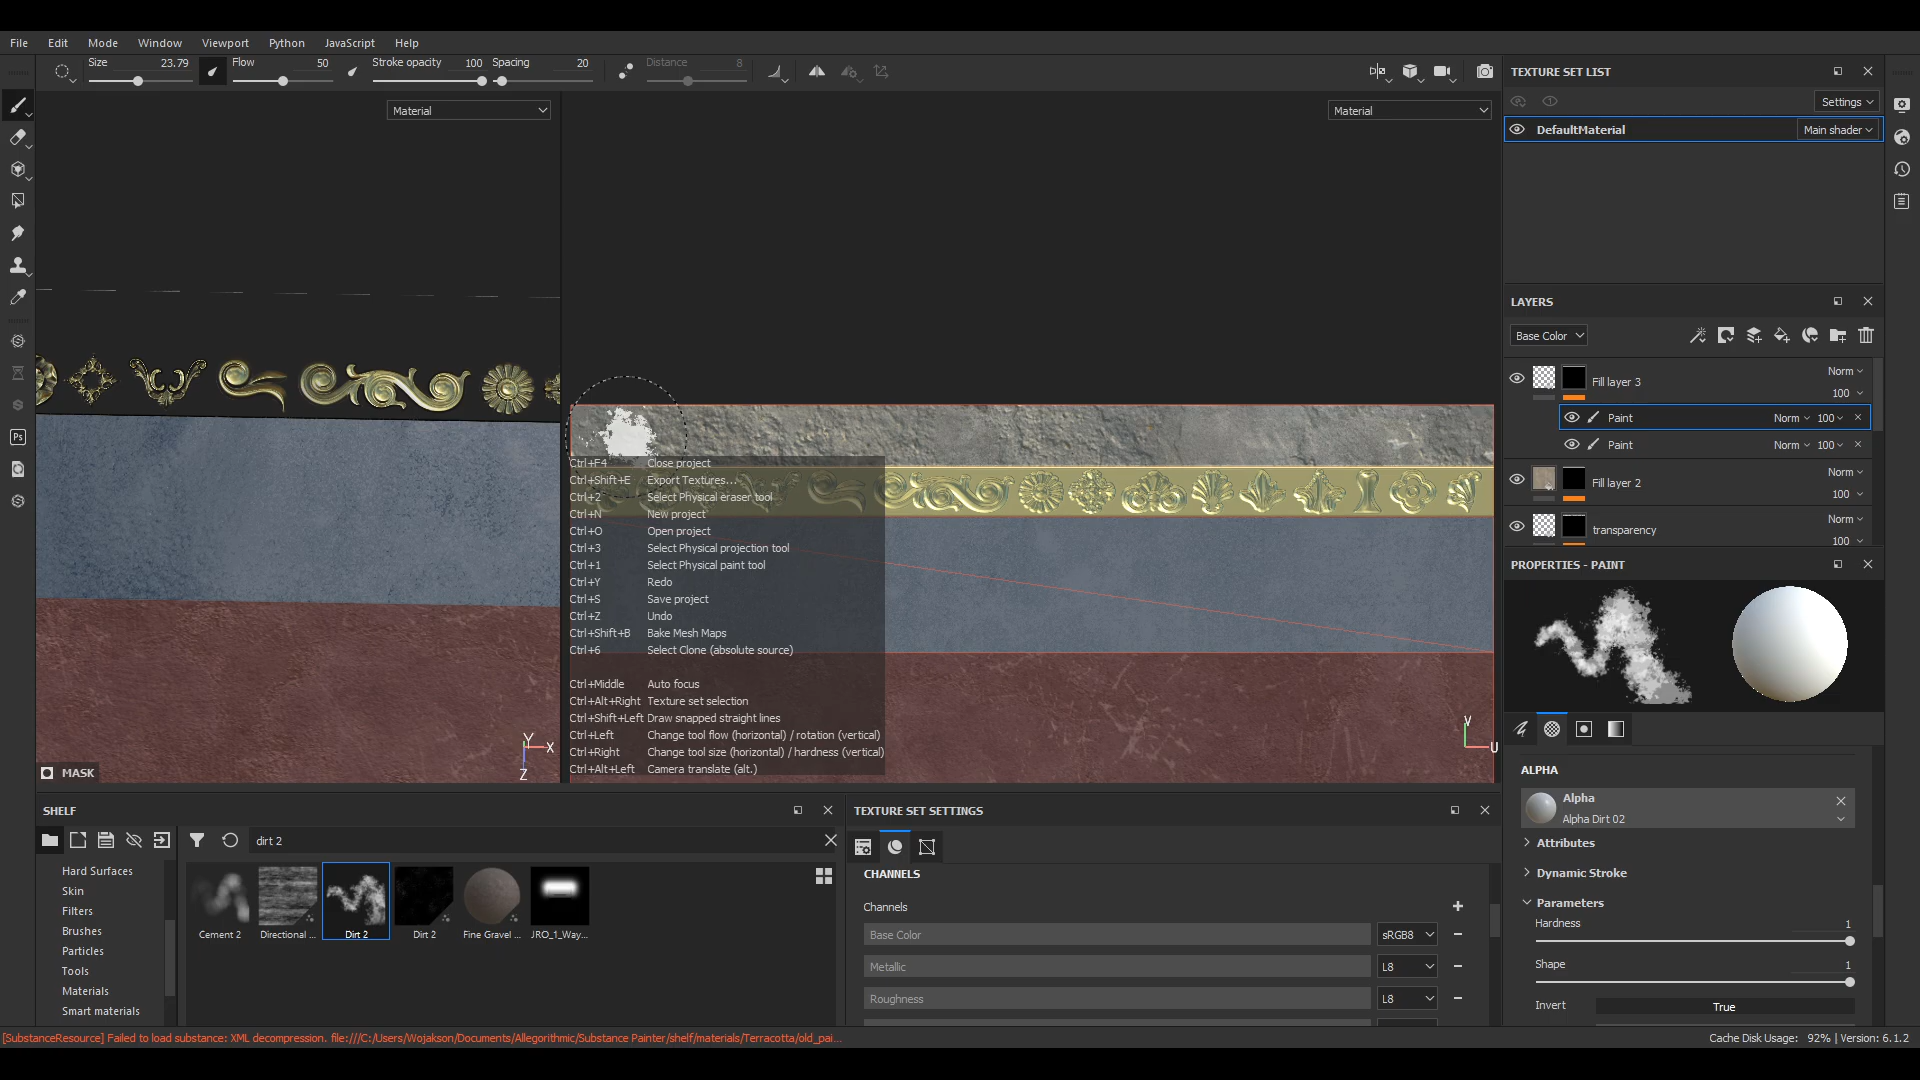 File Edit Mode Window Viewport Python JavaScript Help
Size 23.79 Flow 50 Stroke opacity 100 Spacing 20 Distance 8
Material
Material
MASK
Y X Z
V U
Ctrl+F4 Close project
Ctrl+Shift+E Export Textures...
Ctrl+2 Select Physical eraser tool
Ctrl+N New project
Ctrl+O Open project
Ctrl+3 Select Physical projection tool
Ctrl+1 Select Physical paint tool
Ctrl+Y Redo
Ctrl+S Save project
Ctrl+Z Undo
Ctrl+Shift+B Bake Mesh Maps
Ctrl+6 Select Clone (absolute source)
Ctrl+Middle Auto focus
Ctrl+Alt+Right Texture set selection
Ctrl+Shift+Left Draw snapped straight lines
Ctrl+Left Change tool flow (horizontal) / rotation (vertical)
Ctrl+Right Change tool size (horizontal) / hardness (vertical)
Ctrl+Alt+Left Camera translate (alt.)
TEXTURE SET LIST
Settings
DefaultMaterial Main shader
LAYERS
Base Color
Norm
Fill layer 3
100
Paint Norm 100
Paint Norm 100
Norm
Fill layer 2
100
Norm
transparency
100
PROPERTIES - PAINT
ALPHA
Alpha
Alpha Dirt 02
Attributes
Dynamic Stroke
Parameters
Hardness 1
Shape 1
Invert True
SHELF
dirt 2
Hard Surfaces
Skin
Filters
Brushes
Particles
Tools
Materials
Smart materials
Cement 2 Directional ... Dirt 2 Dirt 2 Fine Gravel ... JRO_1_Way...
TEXTURE SET SETTINGS
CHANNELS
Channels
Base Color sRGB8
Metallic L8
Roughness L8
Ps
[SubstanceResource] Failed to load substance: XML decompression. file:///C:/Users/Wojakson/Documents/Allegorithmic/Substance Painter/shelf/materials/Terracotta/old_pai...
Cache Disk Usage: 92% | Version: 6.1.2